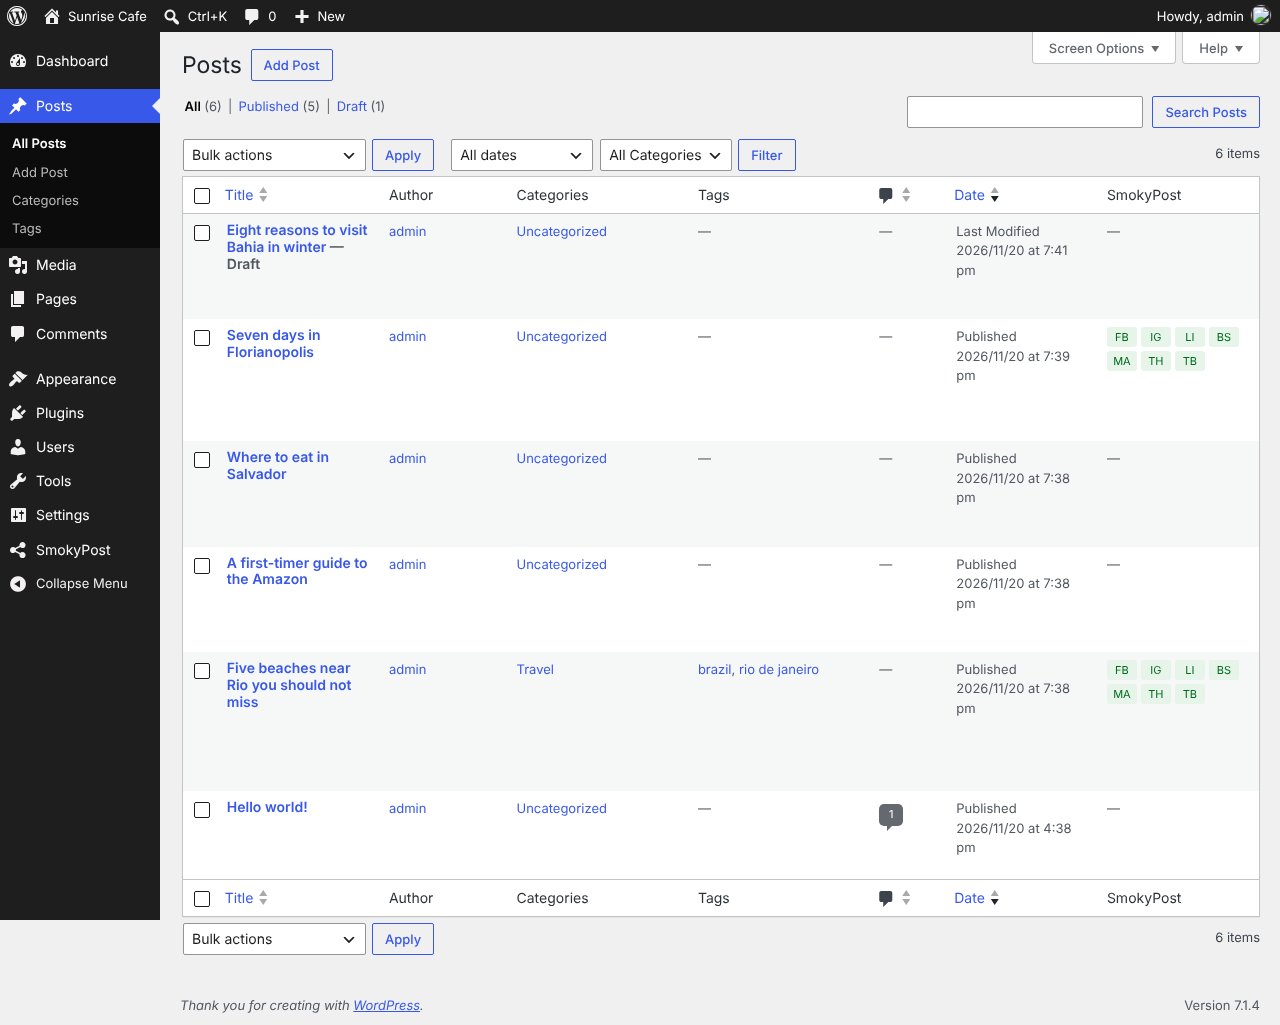 Sunrise Cafe Ctrl+K 0 New Howdy, admin
Dashboard
Posts
All Posts
Add Post
Categories
Tags
Media
Pages
Comments
Appearance
Plugins
Users
Tools
Settings
SmokyPost
Collapse Menu
Screen Options Help
Posts Add Post
All (6) | Published (5) | Draft (1)
Search Posts
Bulk actions Apply All dates All Categories Filter 6 items
Title Author Categories Tags Date SmokyPost
Eight reasons to visit admin Uncategorized — — Last Modified —
Bahia in winter — 2026/11/20 at 7:41
Draft pm
Seven days in admin Uncategorized — — Published FB IG LI BS
Florianopolis 2026/11/20 at 7:39 MA TH TB
pm
Where to eat in admin Uncategorized — — Published —
Salvador 2026/11/20 at 7:38
pm
A first-timer guide to admin Uncategorized — — Published —
the Amazon 2026/11/20 at 7:38
pm
Five beaches near admin Travel brazil, rio de janeiro — Published FB IG LI BS
Rio you should not 2026/11/20 at 7:38 MA TH TB
miss pm
Hello world! admin Uncategorized — 1 Published —
2026/11/20 at 4:38
pm
Title Author Categories Tags Date SmokyPost
Bulk actions Apply 6 items
Thank you for creating with WordPress. Version 7.1.4